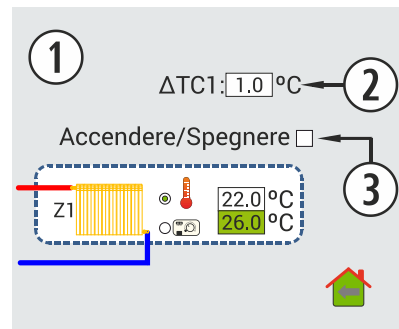 1
ΔTC1: 1.0 ºC
2
Accendere/Spegnere
3
Z1
22.0 ºC
26.0 ºC